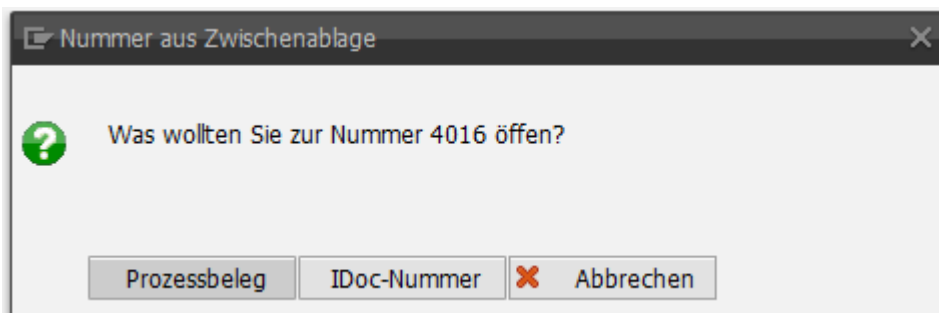 Nummer aus Zwischenablage
Was wollten Sie zur Nummer 4016 öffen?
Prozessbeleg IDoc-Nummer Abbrechen